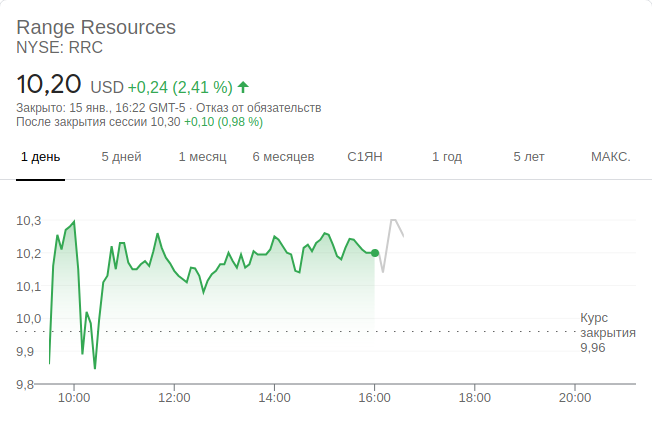 Range Resources
NYSE: RRC
10,20 USD +0,24 (2,41 %)
Закрыто: 15 янв., 16:22 GMT-5 · Отказ от обязательств
После закрытия сессии 10,30 +0,10 (0,98 %)
1 день 5 дней 1 месяц 6 месяцев С1ЯН 1 год 5 лет МАКС.
10,3
10,2
10,1
10,0
9,9
9,8
Курс
закрытия
9,96
10:00 12:00 14:00 16:00 18:00 20:00